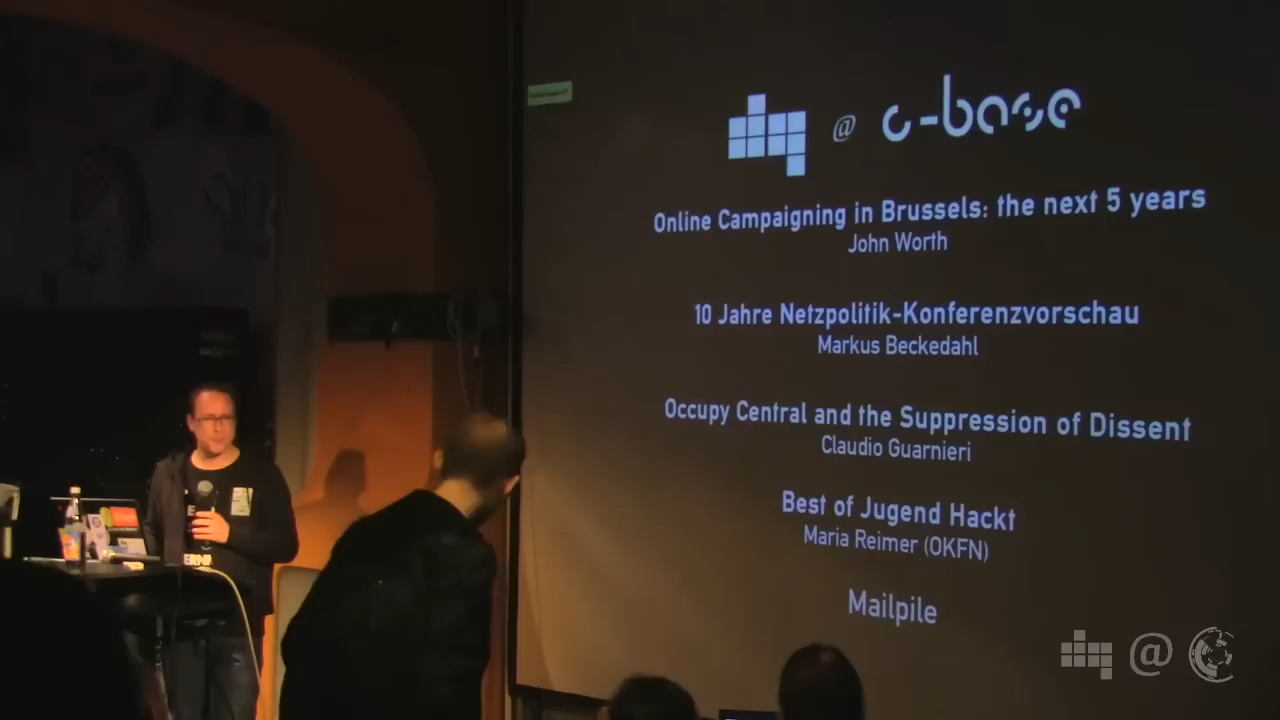 @ c-base
Online Campaigning in Brussels: the next 5 years
John Worth
10 Jahre Netzpolitik-Konferenzvorschau
Markus Beckedahl
Occupy Central and the Suppression of Dissent
Claudio Guarnieri
Best of Jugend Hackt
Maria Reimer (OKFN)
Mailpile
@